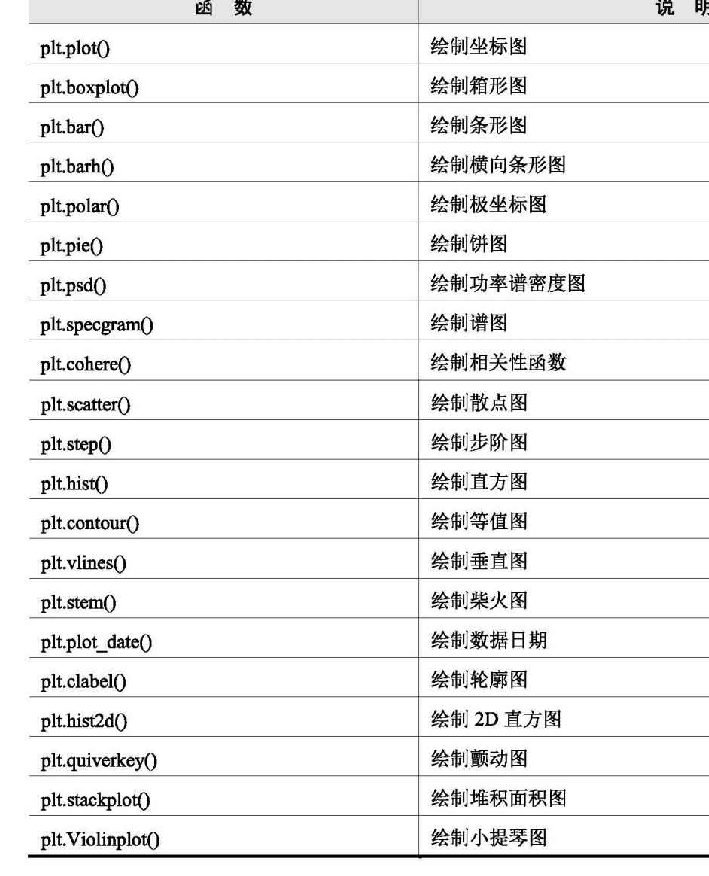 函 数 说 明
plt.plot() 绘制坐标图
plt.boxplot() 绘制箱形图
plt.bar() 绘制条形图
plt.barh() 绘制横向条形图
plt.polar() 绘制极坐标图
plt.pie() 绘制饼图
plt.psd() 绘制功率谱密度图
plt.specgram() 绘制谱图
plt.cohere() 绘制相关性函数
plt.scatter() 绘制散点图
plt.step() 绘制步阶图
plt.hist() 绘制直方图
plt.contour() 绘制等值图
plt.vlines() 绘制垂直图
plt.stem() 绘制柴火图
plt.plot_date() 绘制数据日期
plt.clabel() 绘制轮廓图
plt.hist2d() 绘制 2D 直方图
plt.quiverkey() 绘制颤动图
plt.stackplot() 绘制堆积面积图
plt.Violinplot() 绘制小提琴图